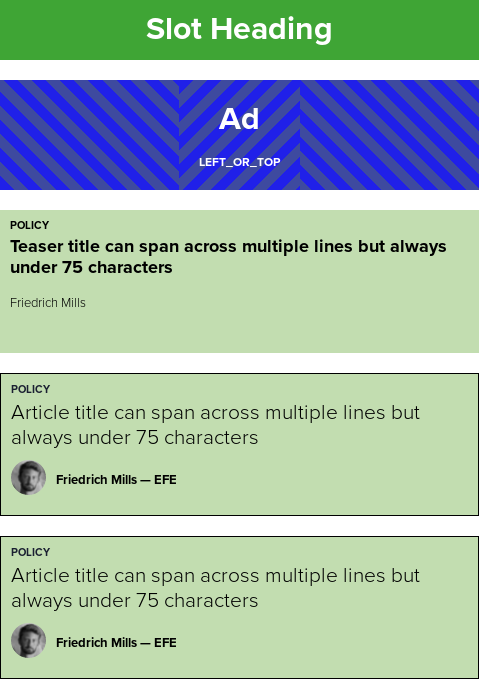 Slot Heading
Ad
LEFT_OR_TOP
POLICY
Teaser title can span across multiple lines but always
under 75 characters
Friedrich Mills
POLICY
Article title can span across multiple lines but
always under 75 characters
Friedrich Mills — EFE
POLICY
Article title can span across multiple lines but
always under 75 characters
Friedrich Mills — EFE